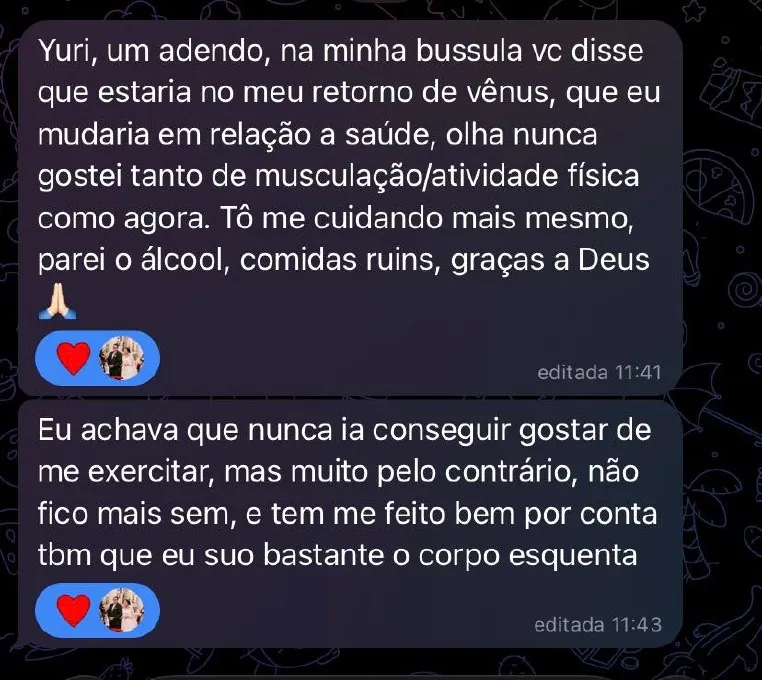 Yuri, um adendo, na minha bussula vc disse
que estaria no meu retorno de vênus, que eu
mudaria em relação a saúde, olha nunca
gostei tanto de musculação/atividade física
como agora. Tô me cuidando mais mesmo,
parei o álcool, comidas ruins, graças a Deus
🙏🏻
editada 11:41
Eu achava que nunca ia conseguir gostar de
me exercitar, mas muito pelo contrário, não
fico mais sem, e tem me feito bem por conta
tbm que eu suo bastante o corpo esquenta
editada 11:43